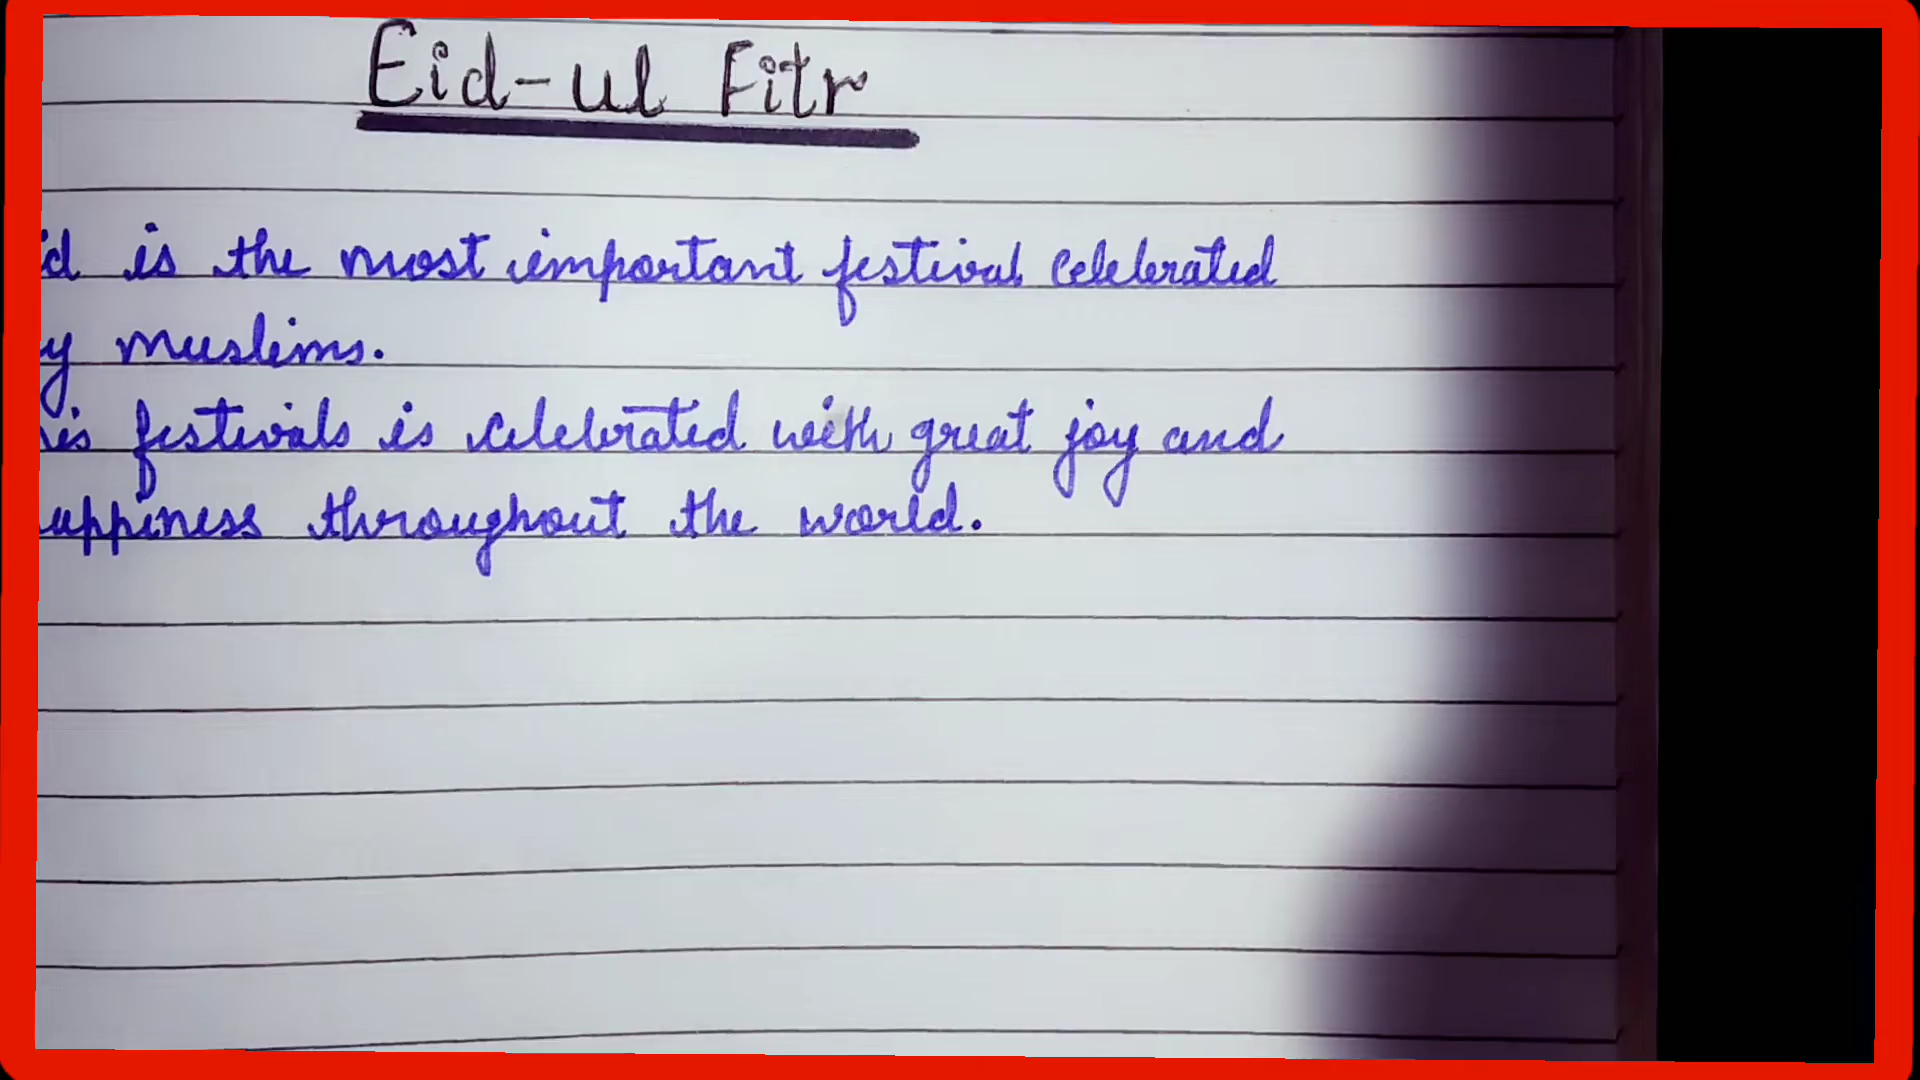 Eid-ul Fitr
id is the most important festival celebrated
y muslims.
is festivals is celebrated with great joy and
appiness throughout the world.